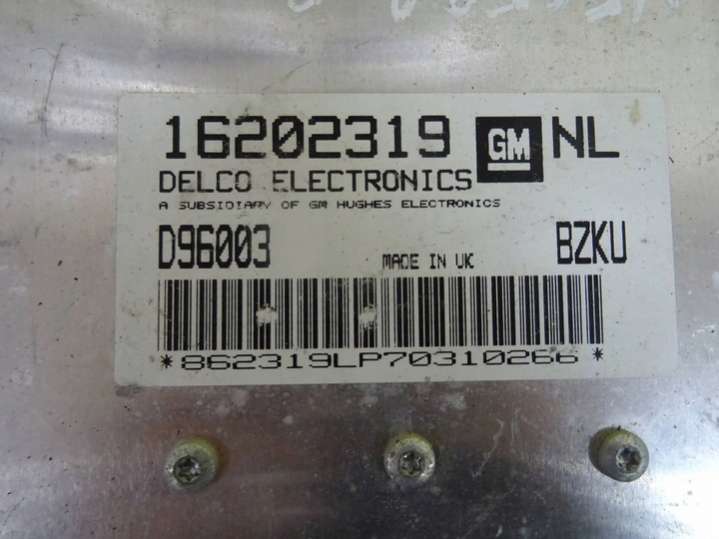 16202319 GM NL
DELCO ELECTRONICS
A SUBSIDIARY OF GM HUGHES ELECTRONICS
D96003 MADE IN UK BZKU
*862319LP70310266*